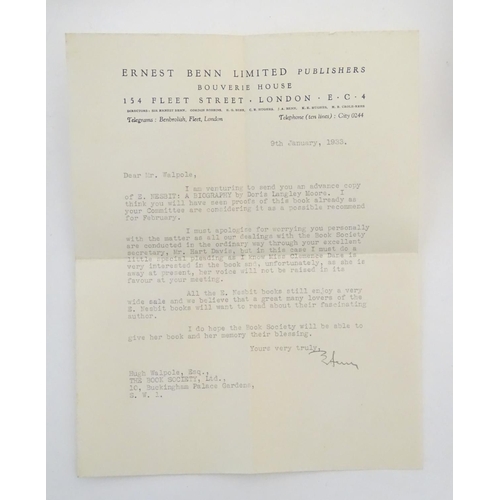 ERNEST BENN LIMITED PUBLISHERS
BOUVERIE HOUSE
154 FLEET STREET · LONDON · E·C·4
Telegrams: Benbrolish, Fleet, London Telephone (ten lines): City 0244
9th January, 1933.
Dear Mr. Walpole,
I am venturing to send you an advance copy
of E. NESBIT: A BIOGRAPHY by Doris Langley Moore. I
think you will have seen proofs of this book already as
your Committee are considering it as a possible recommend
for February.
I must apologise for worrying you personally
with the matter as all our dealings with the Book Society
are conducted in the ordinary way through your excellent
secretary, Mr. Hart Davis, but in this case I must do a
little special pleading as I know Miss Clemence Dane is
very interested in the book and, unfortunately, as she is
away at present, her voice will not be raised in its
favour at your meeting.
All the E. Nesbit books still enjoy a very
wide sale and we believe that a great many lovers of the
E. Nesbit books will want to read about their fascinating
author.
I do hope the Book Society will be able to
give her book and her memory their blessing.
Yours very truly,
Hugh Walpole, Esq.,
THE BOOK SOCIETY, Ltd.,
10, Buckingham Palace Gardens,
S. W. 1.